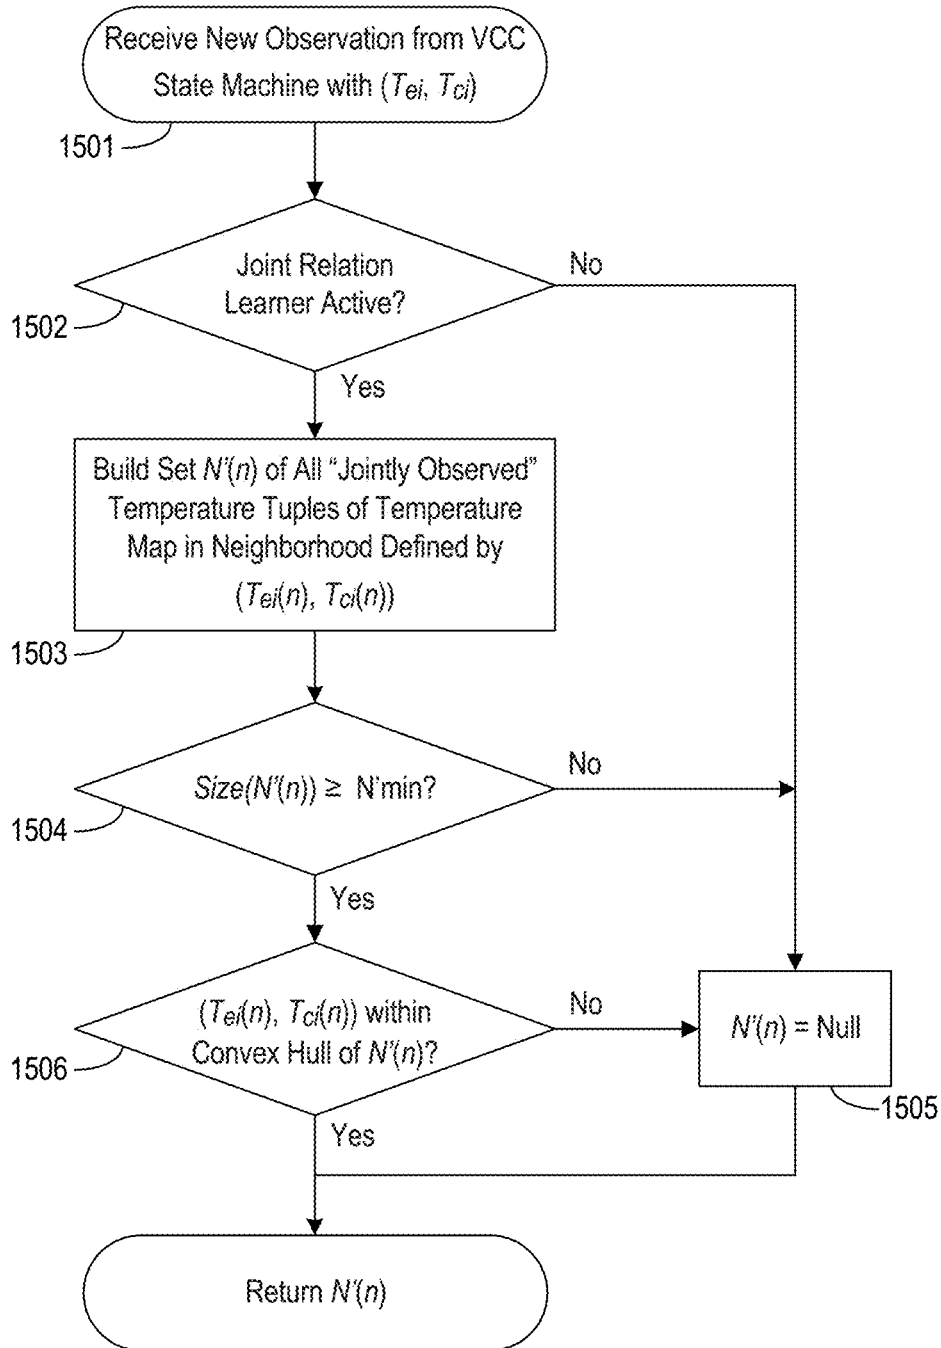 Receive New Observation from VCC
State Machine with (Tei, Tci)
1501
Joint Relation
Learner Active?
No
1502
Yes
Build Set N'(n) of All “Jointly Observed”
Temperature Tuples of Temperature
Map in Neighborhood Defined by
(Tei(n), Tci(n))
1503
Size(N'(n)) ≥ N'min?
No
1504
Yes
(Tei(n), Tci(n)) within
Convex Hull of N'(n)?
No
1506
N'(n) = Null
1505
Yes
Return N'(n)